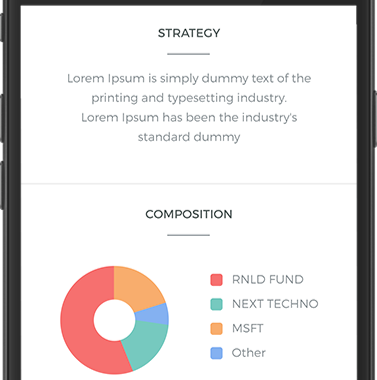 STRATEGY
Lorem Ipsum is simply dummy text of the
printing and typesetting industry.
Lorem Ipsum has been the industry's
standard dummy
COMPOSITION
RNLD FUND
NEXT TECHNO
MSFT
Other